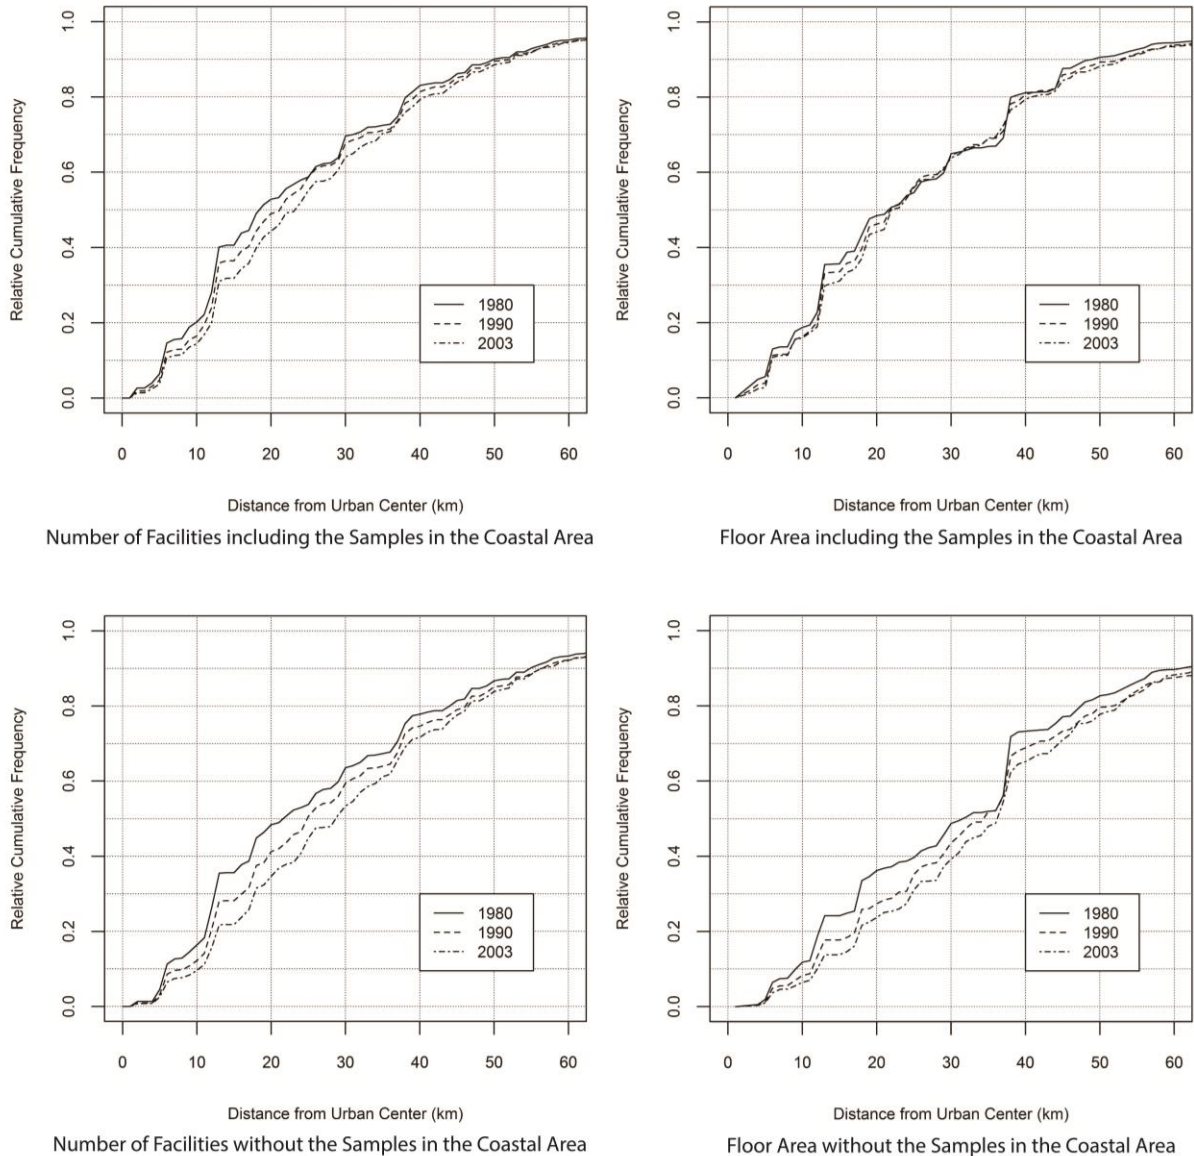 Relative Cumulative Frequency
1.0
0.8
0.6
0.4
0.2
0.0
1980
1990
2003
0 10 20 30 40 50 60
Distance from Urban Center (km)
Number of Facilities including the Samples in the Coastal Area
Relative Cumulative Frequency
1.0
0.8
0.6
0.4
0.2
0.0
1980
1990
2003
0 10 20 30 40 50 60
Distance from Urban Center (km)
Floor Area including the Samples in the Coastal Area
Relative Cumulative Frequency
1.0
0.8
0.6
0.4
0.2
0.0
1980
1990
2003
0 10 20 30 40 50 60
Distance from Urban Center (km)
Number of Facilities without the Samples in the Coastal Area
Relative Cumulative Frequency
1.0
0.8
0.6
0.4
0.2
0.0
1980
1990
2003
0 10 20 30 40 50 60
Distance from Urban Center (km)
Floor Area without the Samples in the Coastal Area